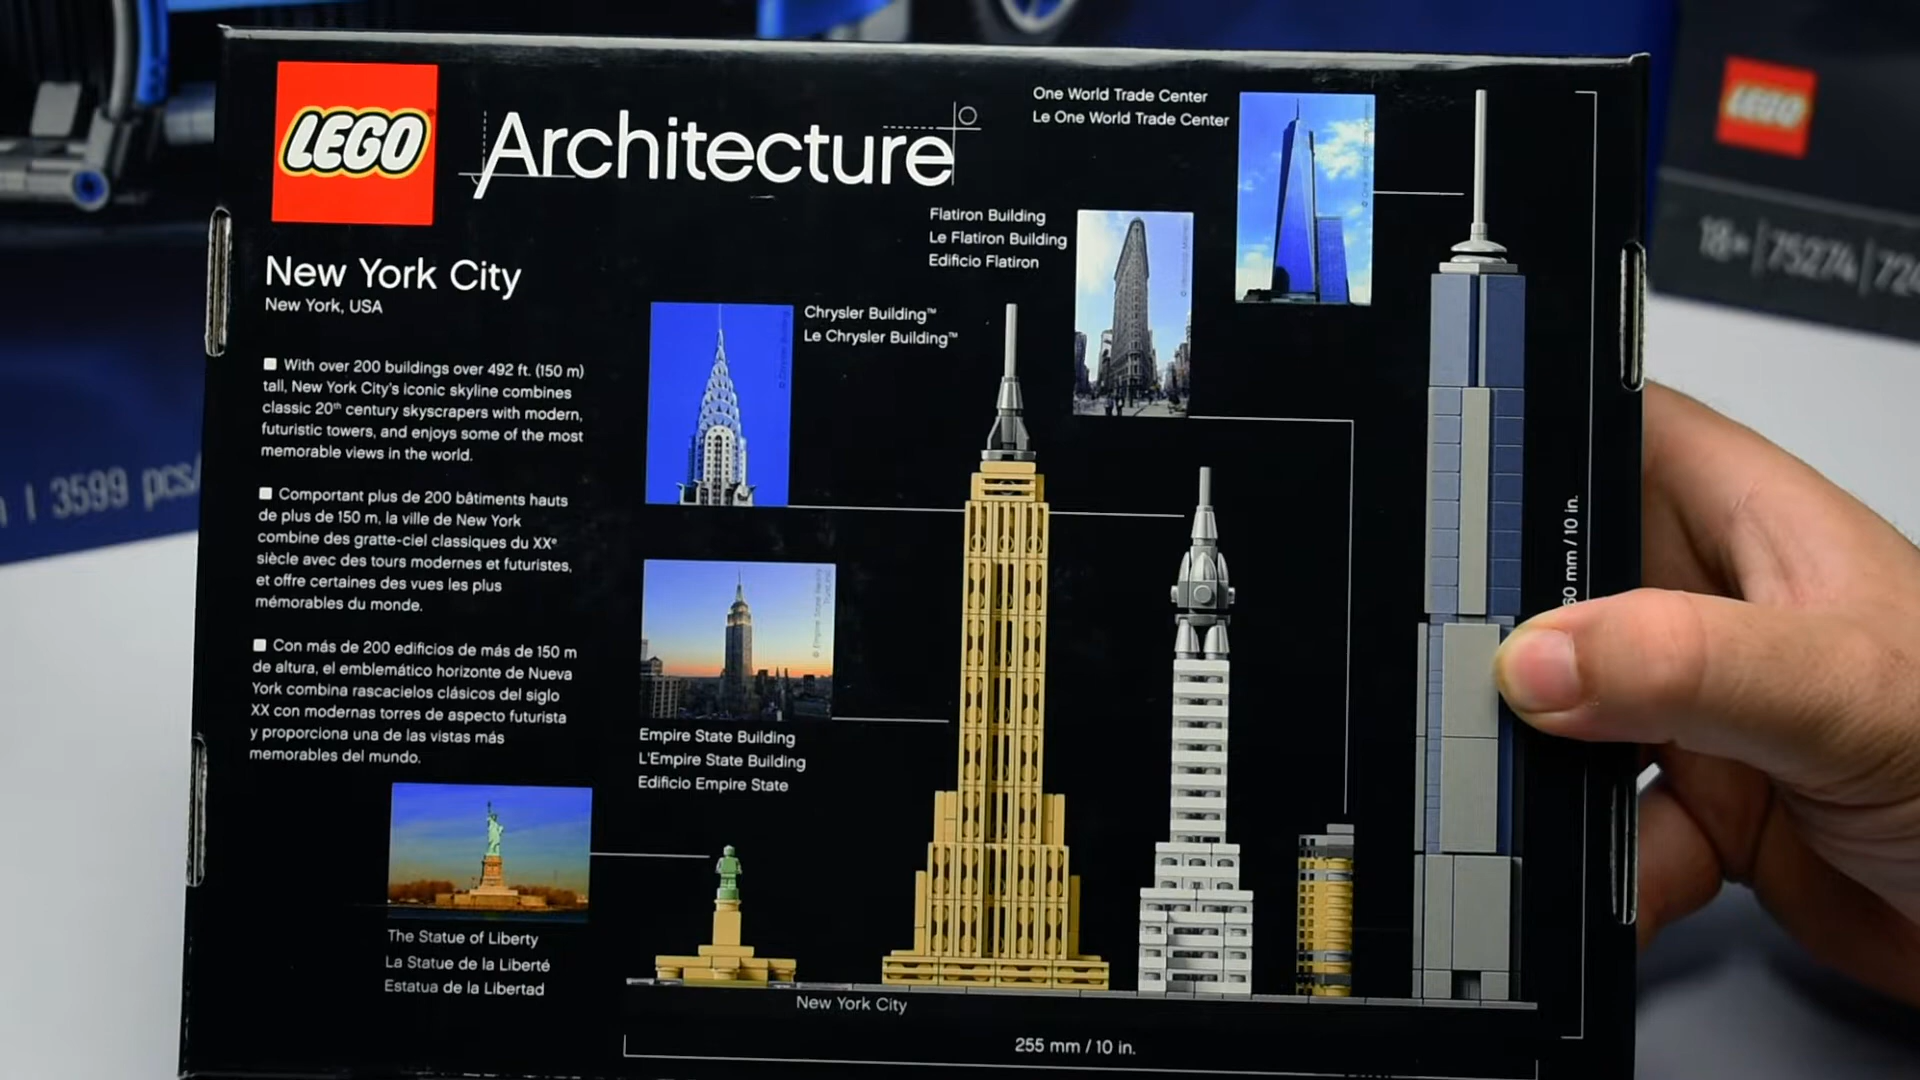 LEGO
Architecture
New York City
New York, USA
With over 200 buildings over 492 ft. (150 m)
tall, New York City's iconic skyline combines
classic 20th century skyscrapers with modern,
futuristic towers, and enjoys some of the most
memorable views in the world.
Comportant plus de 200 bâtiments hauts
de plus de 150 m, la ville de New York
combine des gratte-ciel classiques du XXe
siècle avec des tours modernes et futuristes,
et offre certaines des vues les plus
mémorables du monde.
Con más de 200 edificios de más de 150 m
de altura, el emblemático horizonte de Nueva
York combina rascacielos clásicos del siglo
XX con modernas torres de aspecto futurista
y proporciona una de las vistas más
memorables del mundo.
One World Trade Center
Le One World Trade Center
Flatiron Building
Le Flatiron Building
Edificio Flatiron
Chrysler Building™
Le Chrysler Building™
Empire State Building
L'Empire State Building
Edificio Empire State
The Statue of Liberty
La Statue de la Liberté
Estatua de la Libertad
New York City
255 mm / 10 in.
60 mm / 10 in.
3599 pcs/
LEGO
18+ | 75274 | 724